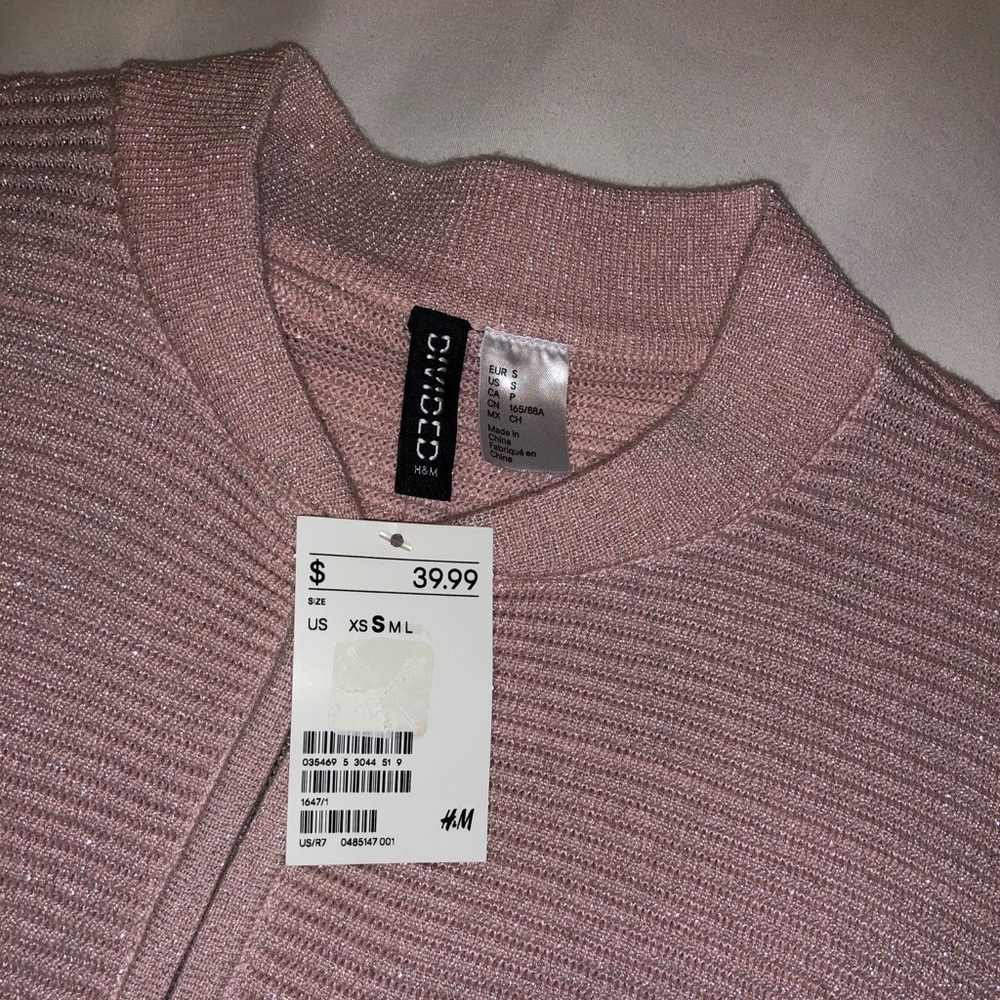 DIVIDED
H&M
EUR S
US S
CA P
CN 165/88A
MX CH
Made in
China
Fabriqué en
Chine
$ 39.99
SIZE
US XS S M L
035469 5 3044 51 9
1647/1
H&M
US/R7 0485147 001